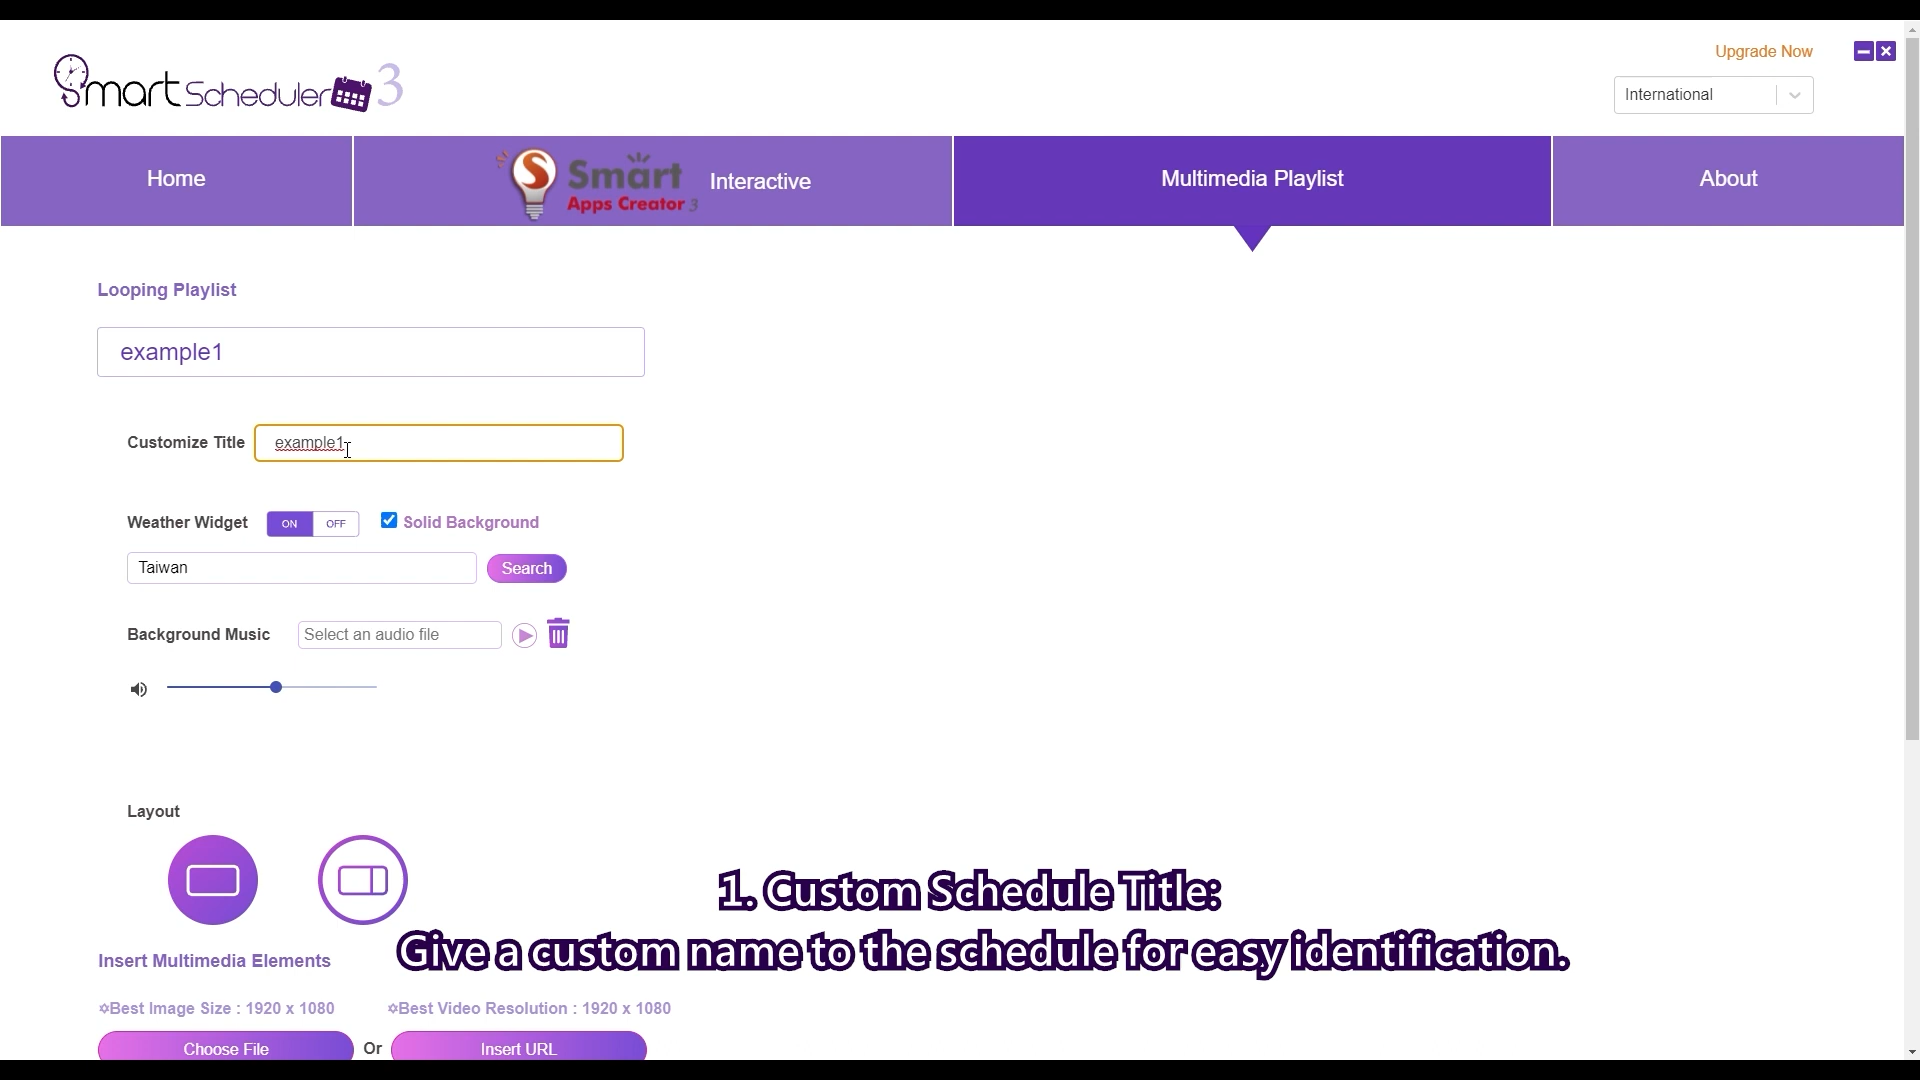 Smart Scheduler 3
Upgrade Now
International
Home
Smart Apps Creator 3 Interactive
Multimedia Playlist
About
Looping Playlist
example1
Customize Title example1
Weather Widget ON OFF Solid Background
Taiwan Search
Background Music Select an audio file
Layout
1. Custom Schedule Title:
Give a custom name to the schedule for easy identification.
Insert Multimedia Elements
✡Best Image Size : 1920 x 1080 ✡Best Video Resolution : 1920 x 1080
Choose File Or Insert URL